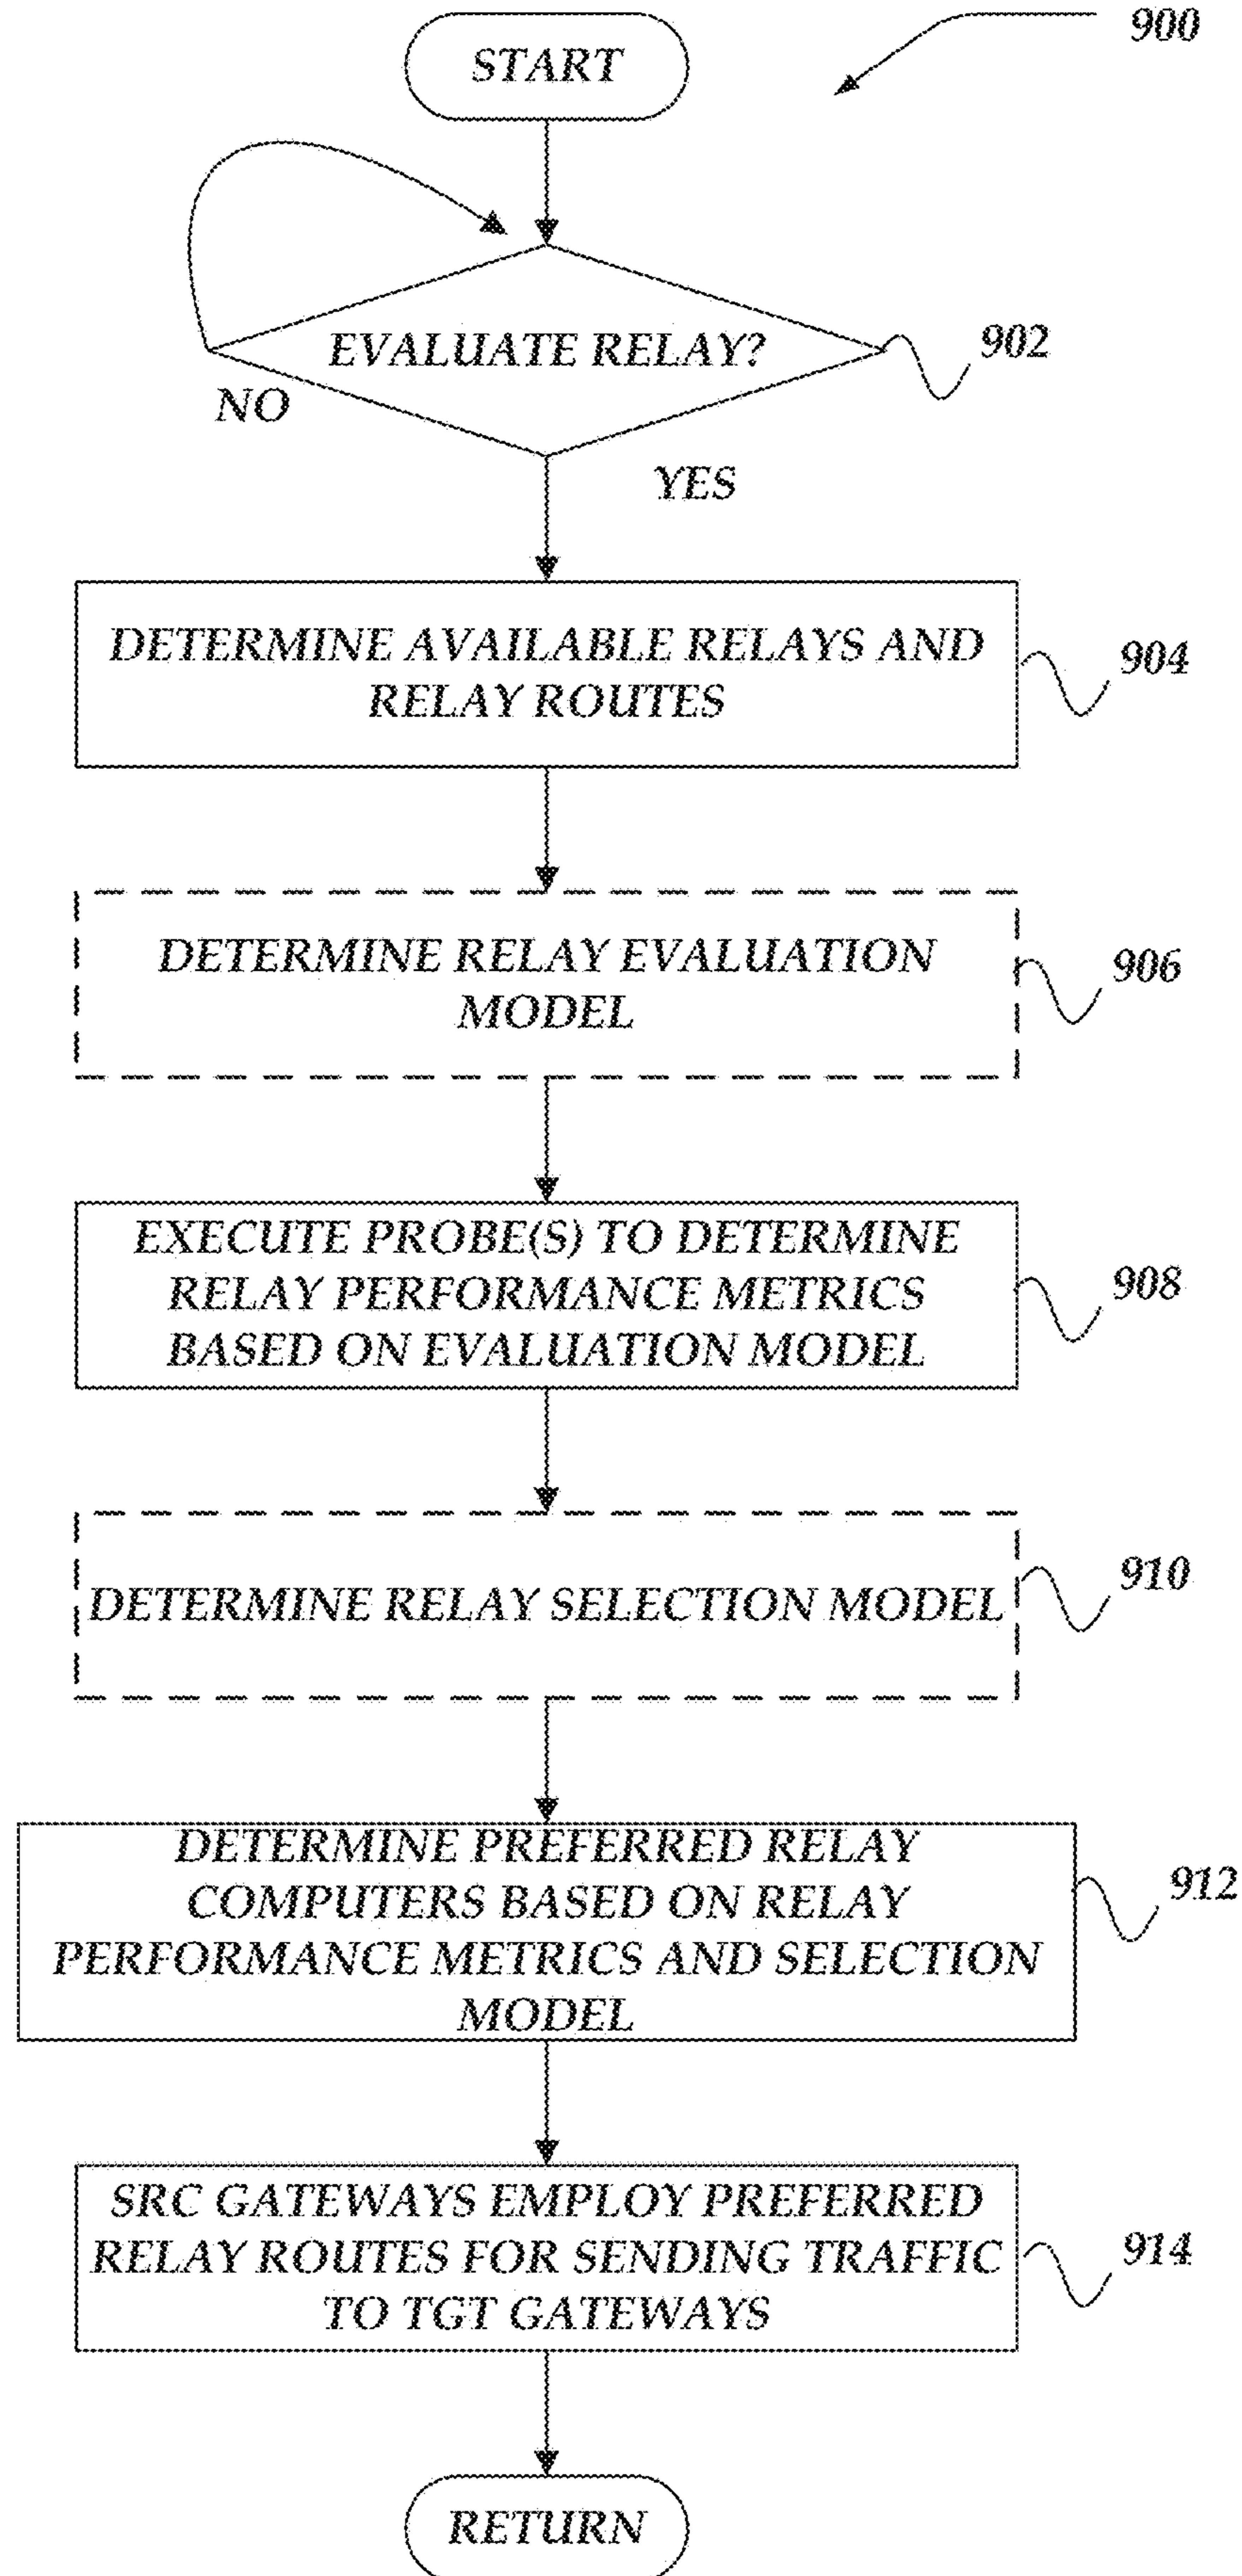 900
START
EVALUATE RELAY?
902
NO
YES
DETERMINE AVAILABLE RELAYS AND
RELAY ROUTES
904
DETERMINE RELAY EVALUATION
MODEL
906
EXECUTE PROBE(S) TO DETERMINE
RELAY PERFORMANCE METRICS
BASED ON EVALUATION MODEL
908
DETERMINE RELAY SELECTION MODEL
910
DETERMINE PREFERRED RELAY
COMPUTERS BASED ON RELAY
PERFORMANCE METRICS AND SELECTION
MODEL
912
SRC GATEWAYS EMPLOY PREFERRED
RELAY ROUTES FOR SENDING TRAFFIC
TO TGT GATEWAYS
914
RETURN